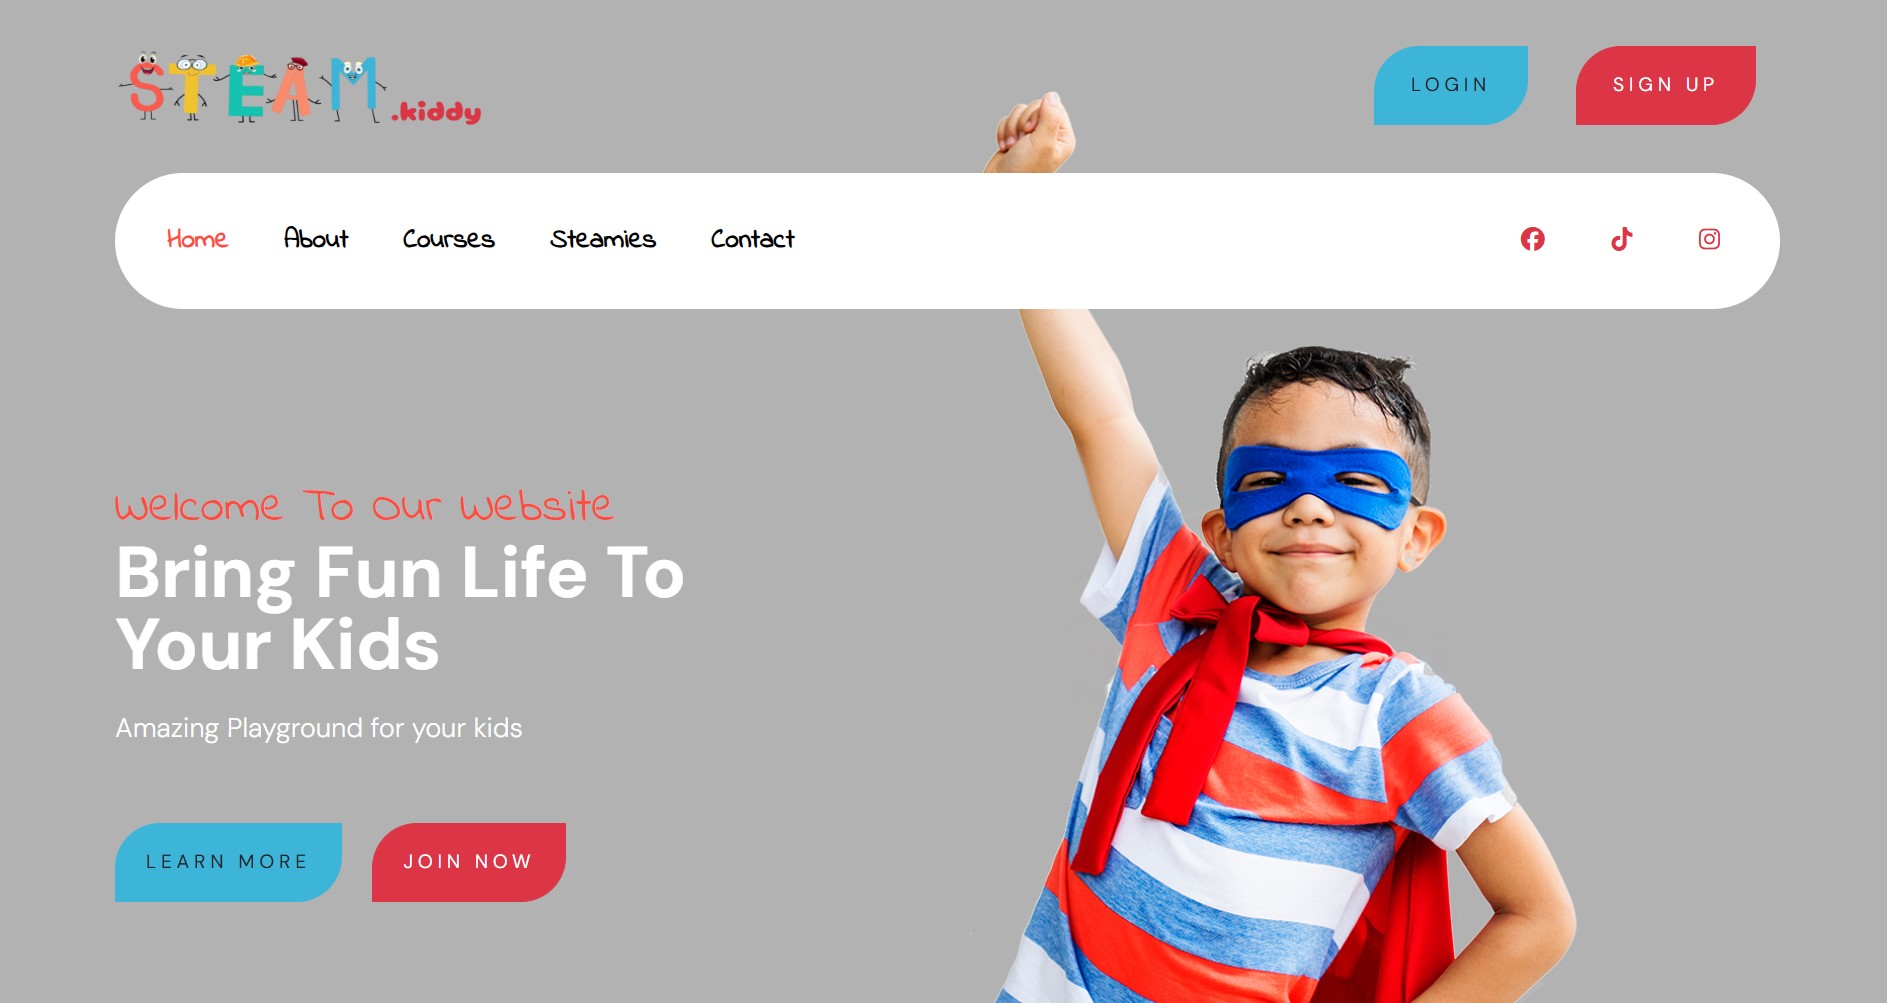 STEAM.kiddy
LOGIN
SIGN UP
Home
About
Courses
Steamies
Contact
Welcome To Our Website
Bring Fun Life To
Your Kids
Amazing Playground for your kids
LEARN MORE
JOIN NOW